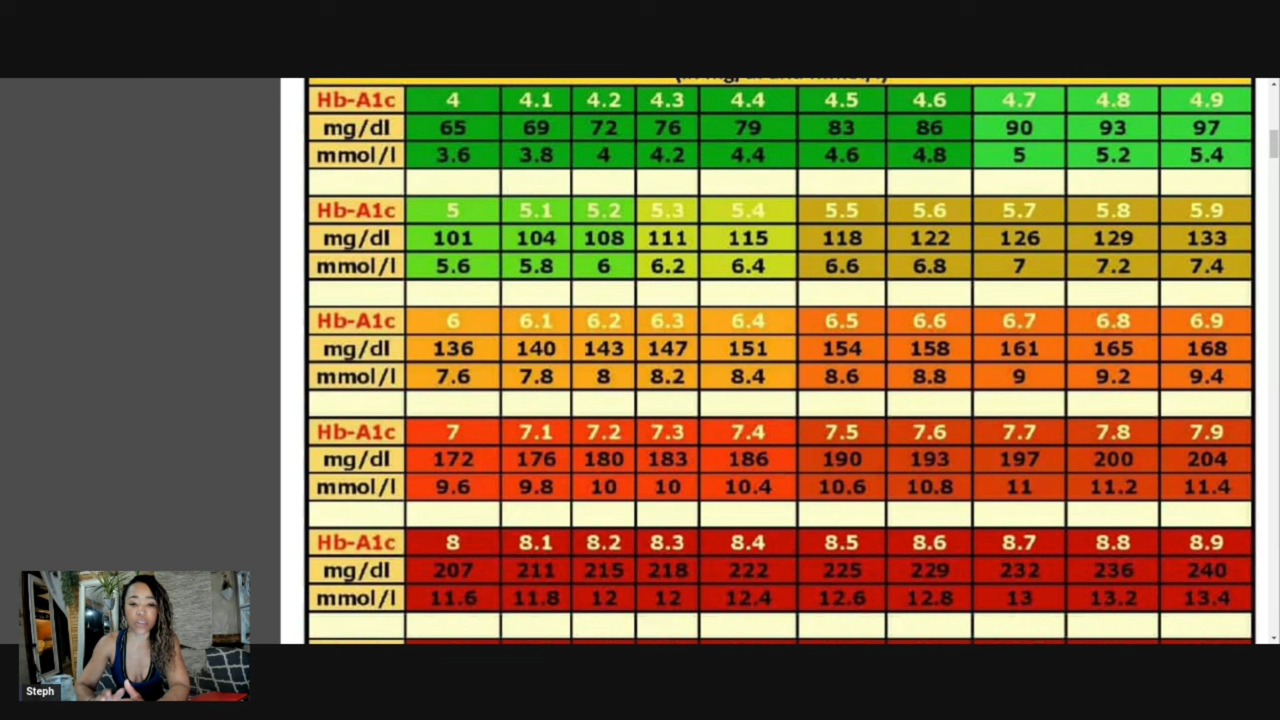 Hb-A1c 4 4.1 4.2 4.3 4.4 4.5 4.6 4.7 4.8 4.9
mg/dl 65 69 72 76 79 83 86 90 93 97
mmol/l 3.6 3.8 4 4.2 4.4 4.6 4.8 5 5.2 5.4
Hb-A1c 5 5.1 5.2 5.3 5.4 5.5 5.6 5.7 5.8 5.9
mg/dl 101 104 108 111 115 118 122 126 129 133
mmol/l 5.6 5.8 6 6.2 6.4 6.6 6.8 7 7.2 7.4
Hb-A1c 6 6.1 6.2 6.3 6.4 6.5 6.6 6.7 6.8 6.9
mg/dl 136 140 143 147 151 154 158 161 165 168
mmol/l 7.6 7.8 8 8.2 8.4 8.6 8.8 9 9.2 9.4
Hb-A1c 7 7.1 7.2 7.3 7.4 7.5 7.6 7.7 7.8 7.9
mg/dl 172 176 180 183 186 190 193 197 200 204
mmol/l 9.6 9.8 10 10 10.4 10.6 10.8 11 11.2 11.4
Hb-A1c 8 8.1 8.2 8.3 8.4 8.5 8.6 8.7 8.8 8.9
mg/dl 207 211 215 218 222 225 229 232 236 240
mmol/l 11.6 11.8 12 12 12.4 12.6 12.8 13 13.2 13.4
Steph